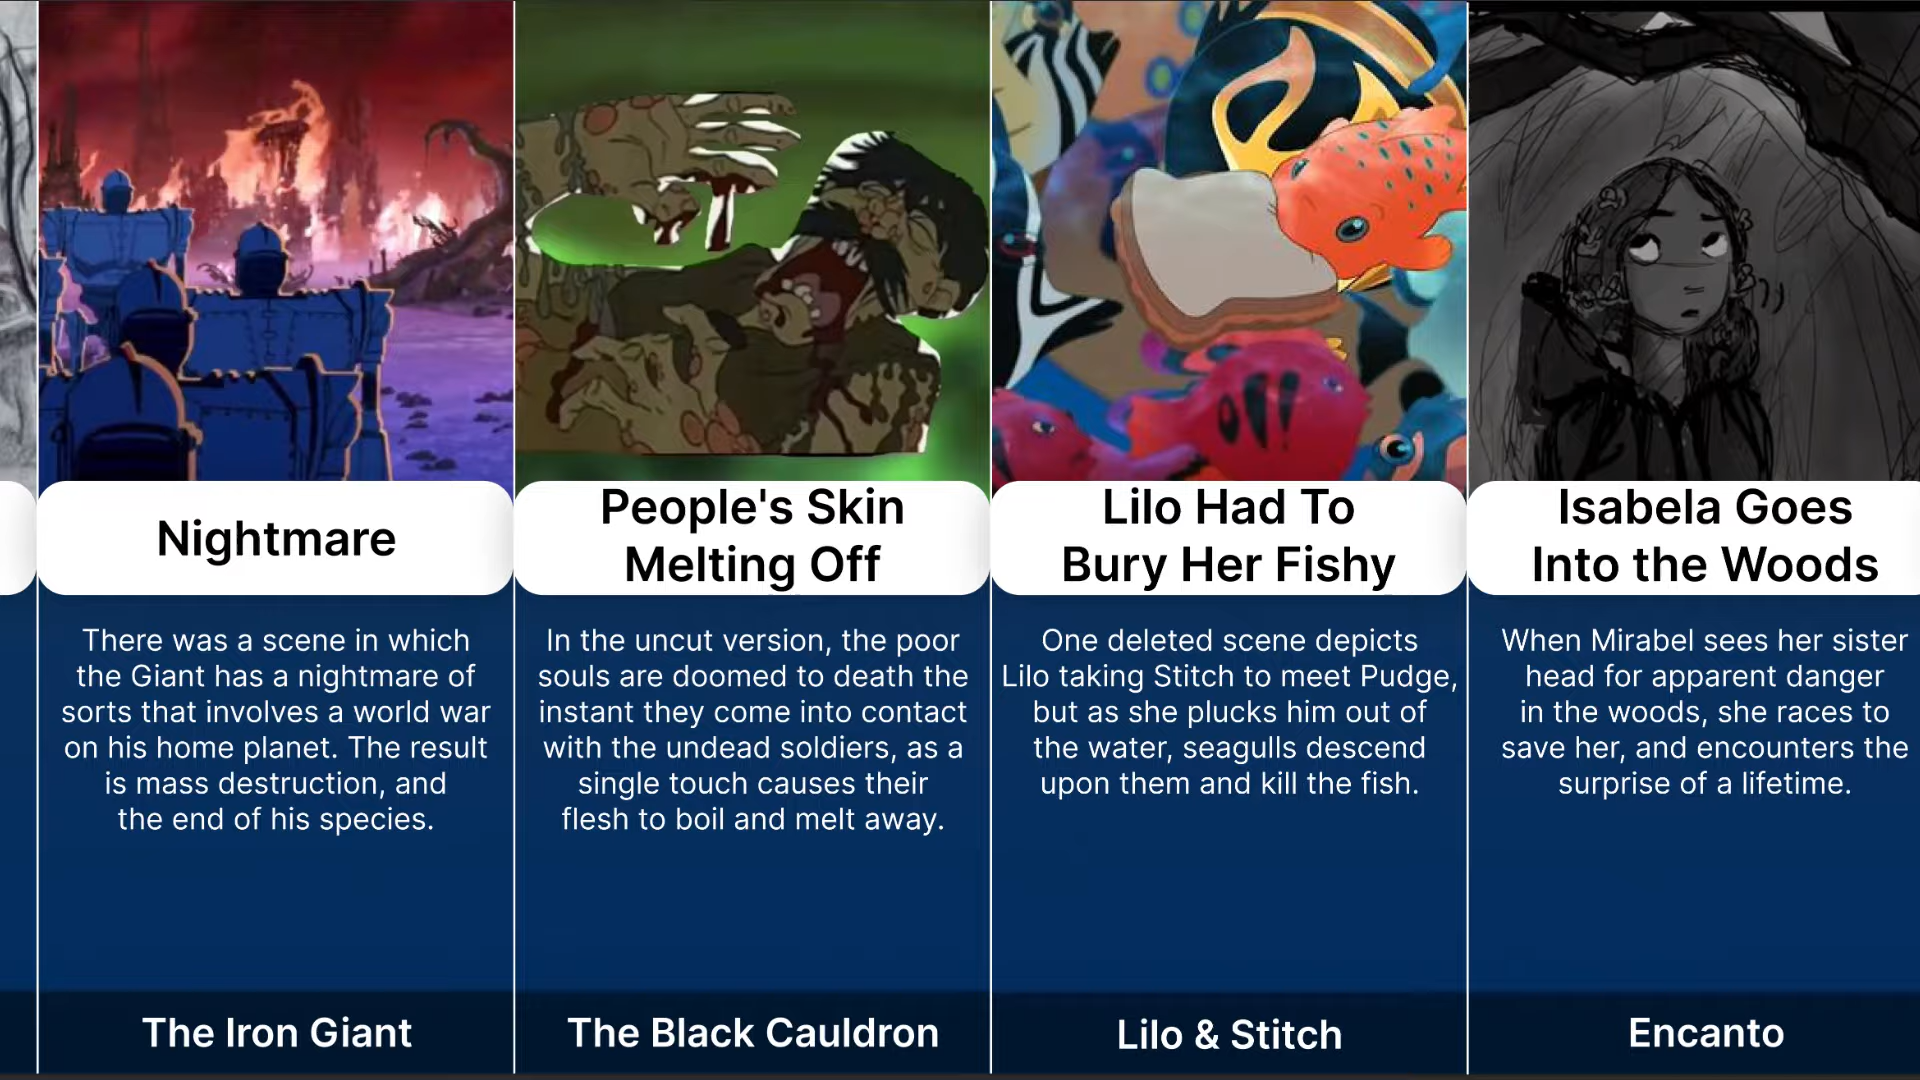 Nightmare
There was a scene in which
the Giant has a nightmare of
sorts that involves a world war
on his home planet. The result
is mass destruction, and
the end of his species.
The Iron Giant
People's Skin
Melting Off
In the uncut version, the poor
souls are doomed to death the
instant they come into contact
with the undead soldiers, as a
single touch causes their
flesh to boil and melt away.
The Black Cauldron
Lilo Had To
Bury Her Fishy
One deleted scene depicts
Lilo taking Stitch to meet Pudge,
but as she plucks him out of
the water, seagulls descend
upon them and kill the fish.
Lilo & Stitch
Isabela Goes
Into the Woods
When Mirabel sees her sister
head for apparent danger
in the woods, she races to
save her, and encounters the
surprise of a lifetime.
Encanto